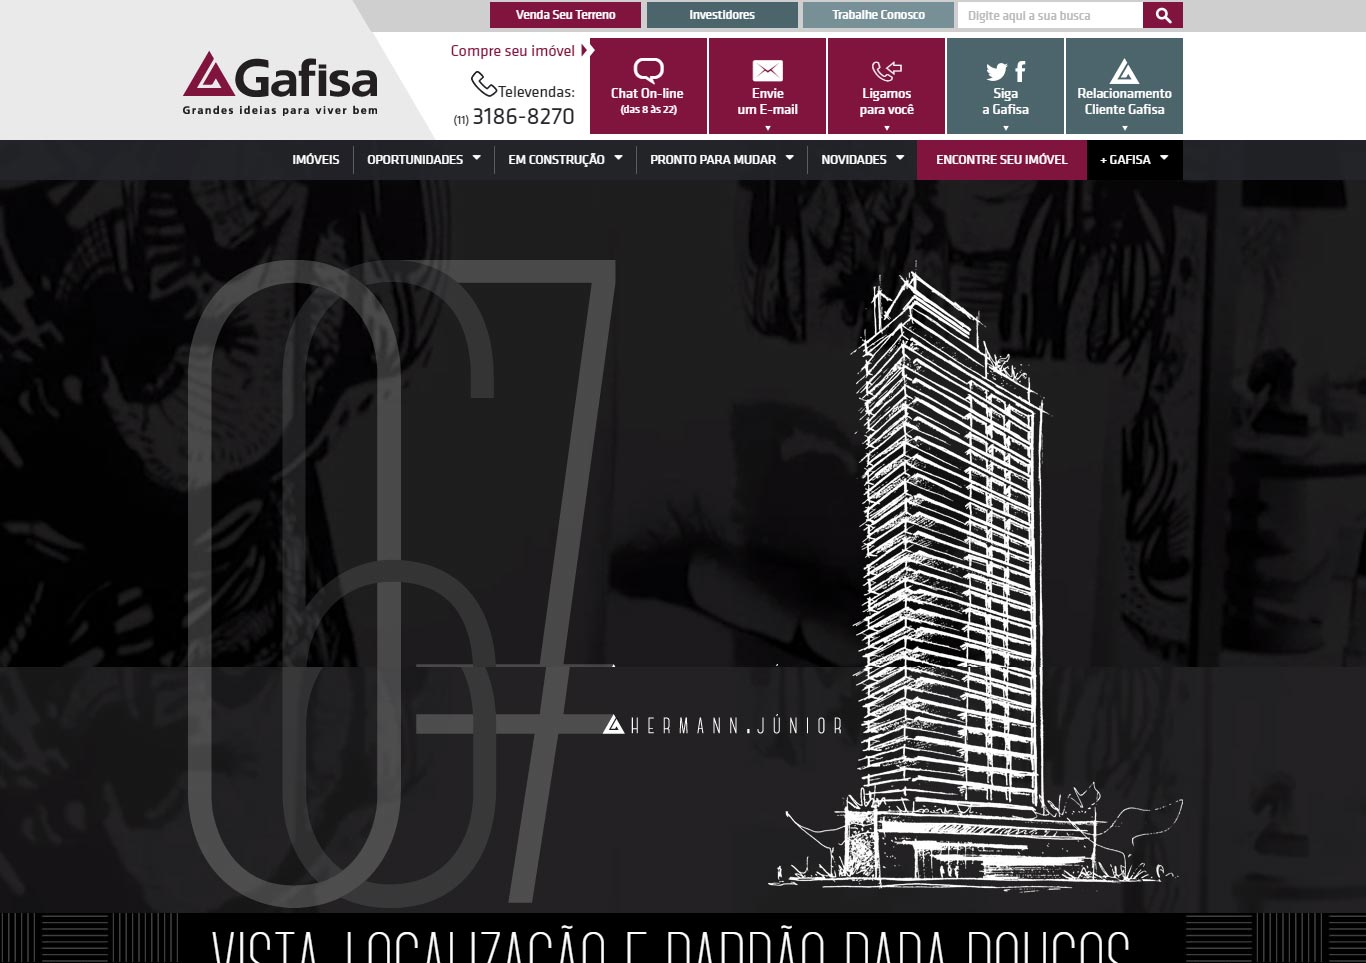 Venda Seu Terreno
Investidores
Trabalhe Conosco
Digite aqui a sua busca
Gafisa
Grandes ideias para viver bem
Compre seu imóvel
Televendas:
(11) 3186-8270
Chat On-line
(das 8 às 22)
Envie
um E-mail
Ligamos
para você
Siga
a Gafisa
Relacionamento
Cliente Gafisa
IMÓVEIS
OPORTUNIDADES
EM CONSTRUÇÃO
PRONTO PARA MUDAR
NOVIDADES
ENCONTRE SEU IMÓVEL
+ GAFISA
067
HERMANN.JÚNIOR
VISTA, LOCALIZAÇÃO E PADRÃO PARA POUCOS